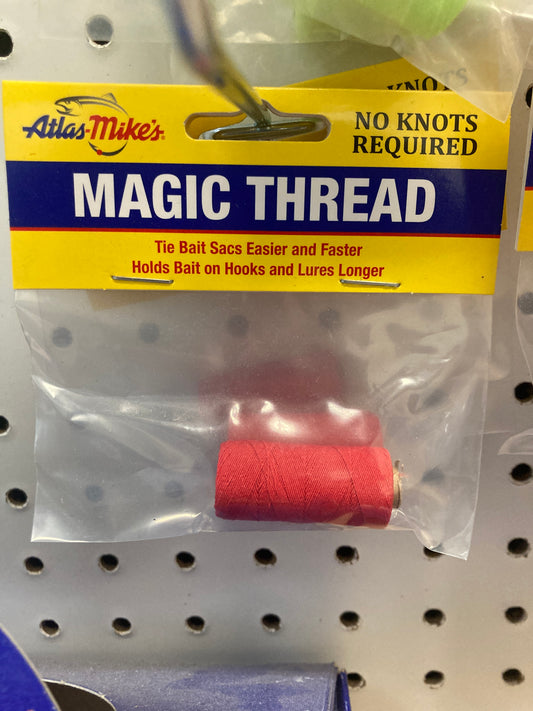 Atlas-Mike's
NO KNOTS
REQUIRED
MAGIC THREAD
Tie Bait Sacs Easier and Faster
Holds Bait on Hooks and Lures Longer
KNOTS